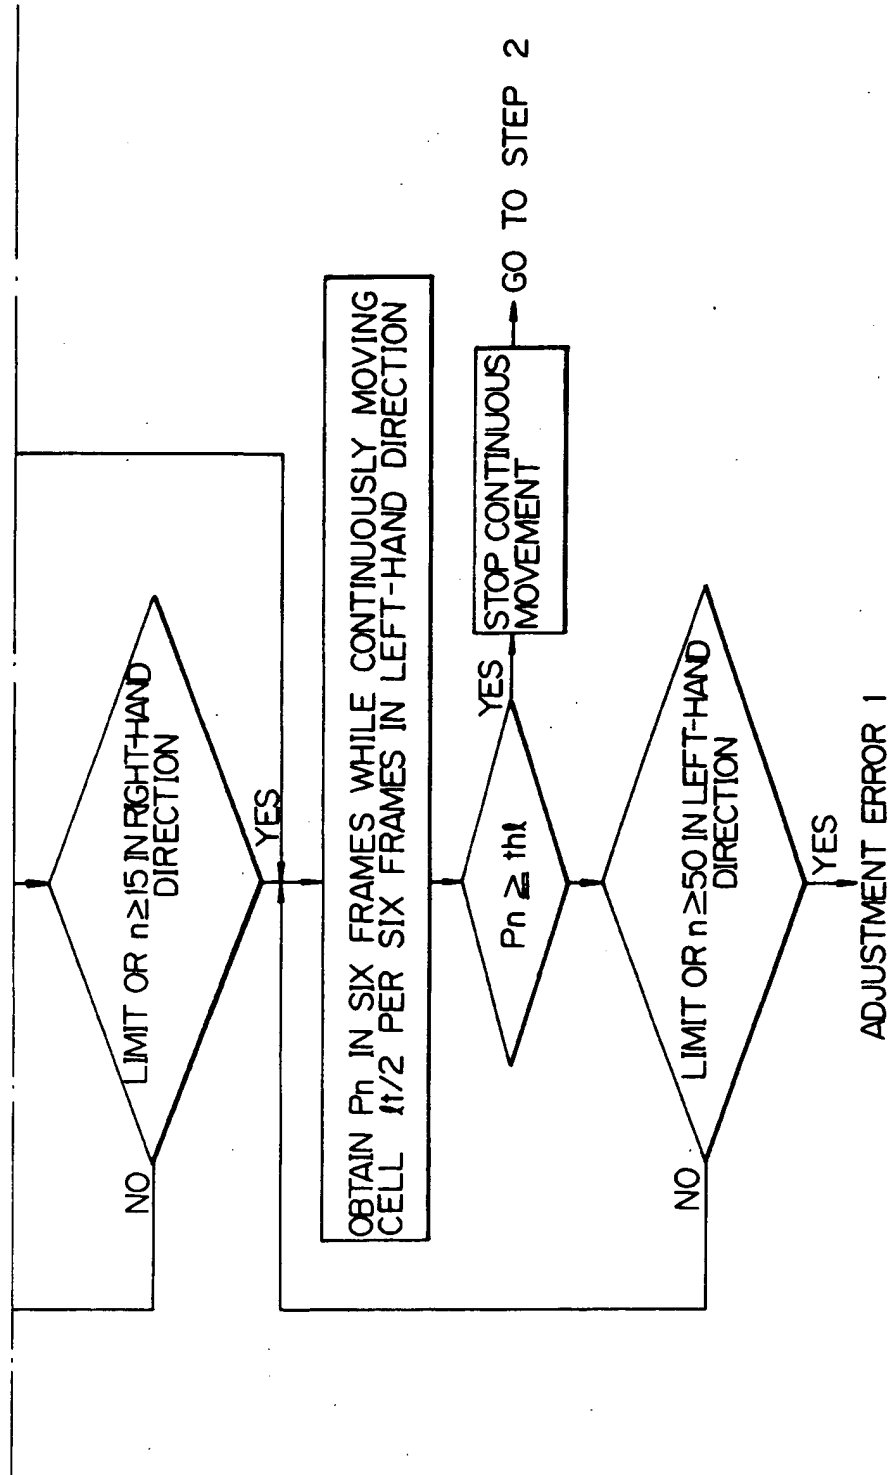 LIMIT OR n≥15 IN RIGHT-HAND
DIRECTION
NO
YES
OBTAIN Pn IN SIX FRAMES WHILE CONTINUOUSLY MOVING
CELL ℓt/2 PER SIX FRAMES IN LEFT-HAND DIRECTION
Pn ≥ thℓ
YES
STOP CONTINUOUS
MOVEMENT
GO TO STEP 2
LIMIT OR n≥50 IN LEFT-HAND
DIRECTION
NO
YES
ADJUSTMENT ERROR 1